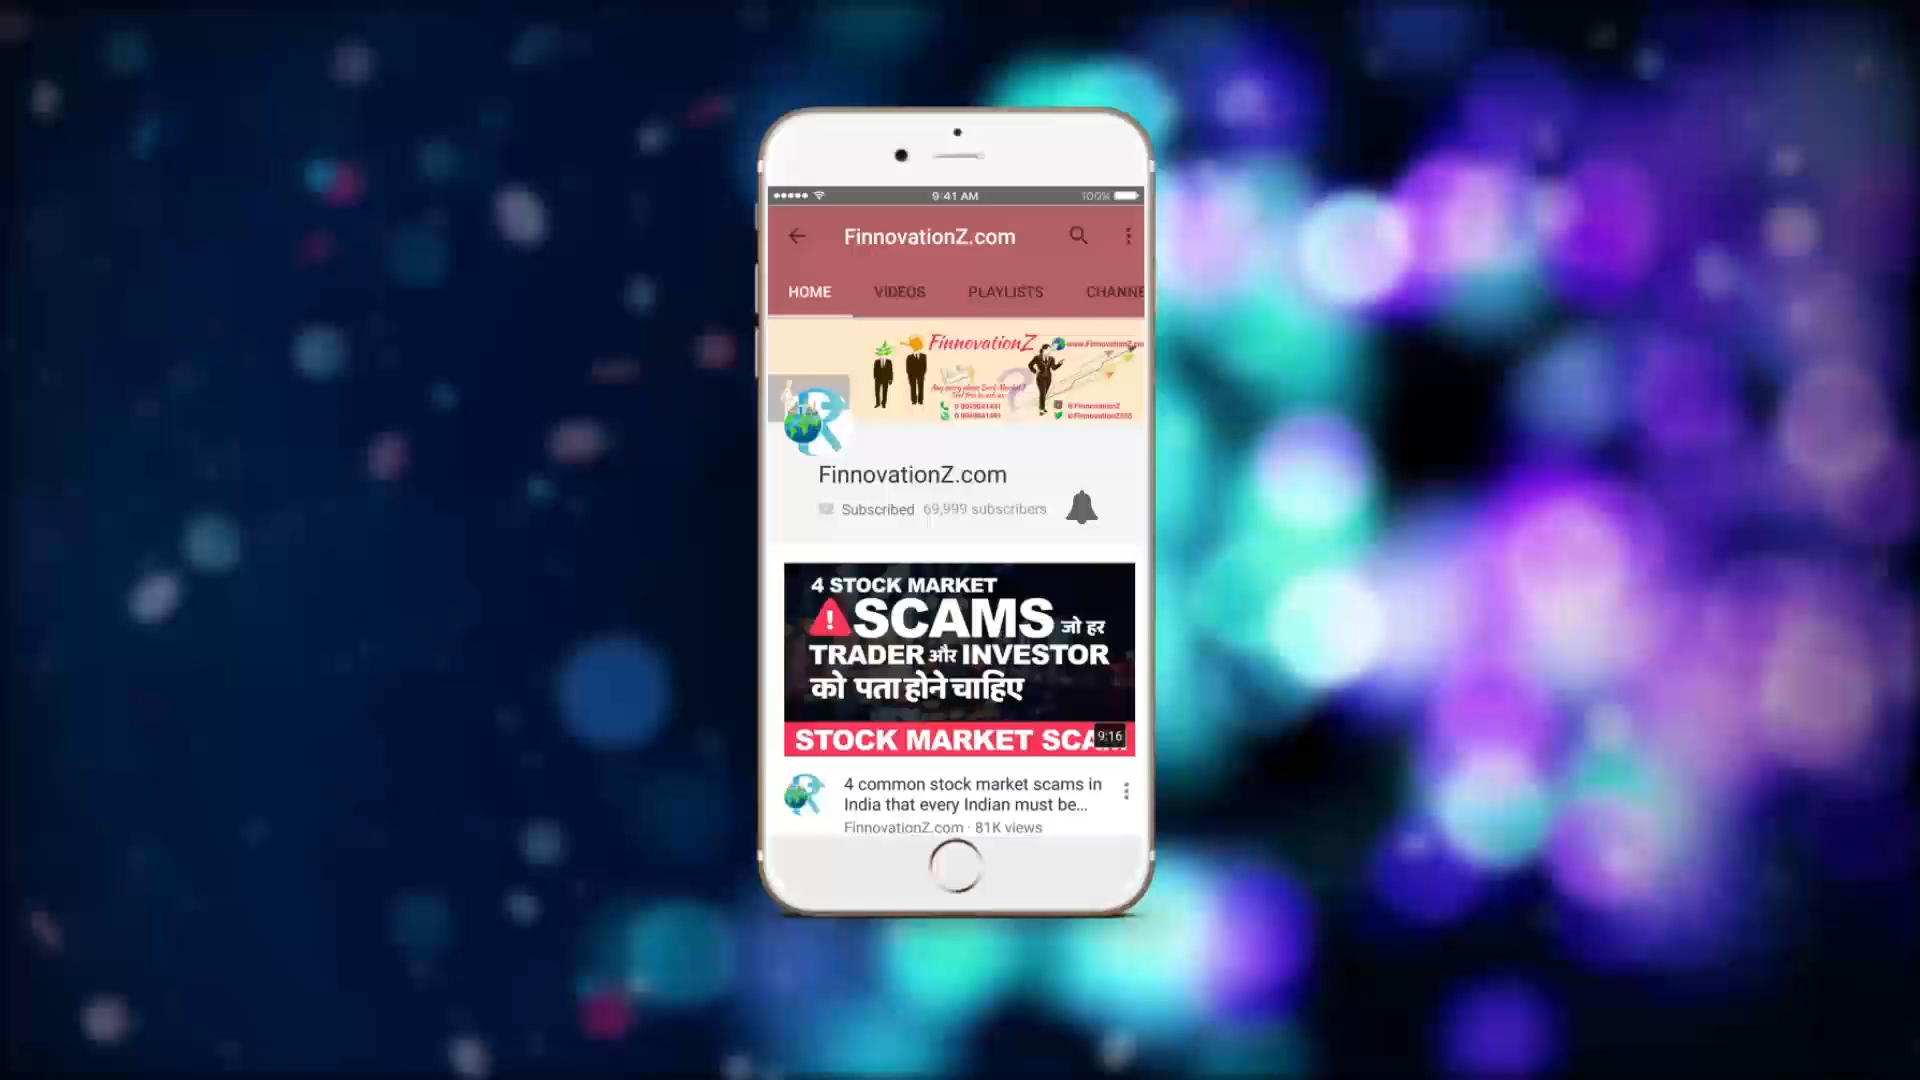 9:41 AM
100%
FinnovationZ.com
HOME VIDEOS PLAYLISTS CHANNE
FinnovationZ
FinnovationZ.com
Subscribed 69,999 subscribers
4 STOCK MARKET
SCAMS जो हर
TRADER और INVESTOR
को पता होने चाहिए
STOCK MARKET SCA
9:16
4 common stock market scams in
India that every Indian must be...
FinnovationZ.com · 81K views